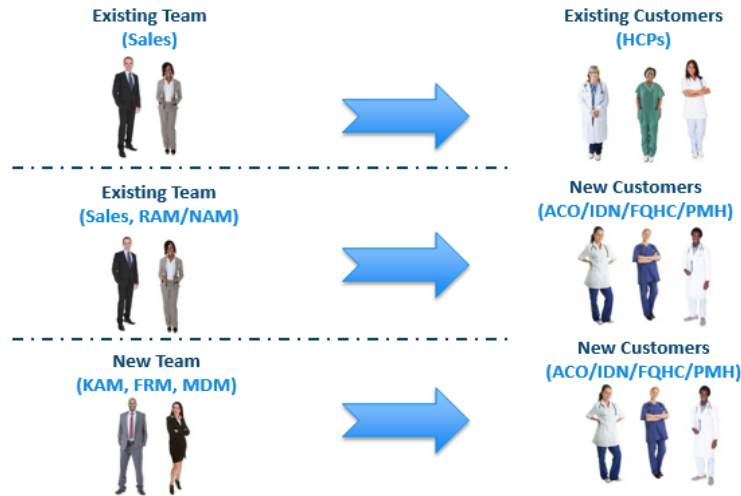 Existing Team
(Sales)
Existing Customers
(HCPs)
Existing Team
(Sales, RAM/NAM)
New Customers
(ACO/IDN/FQHC/PMH)
New Team
(KAM, FRM, MDM)
New Customers
(ACO/IDN/FQHC/PMH)